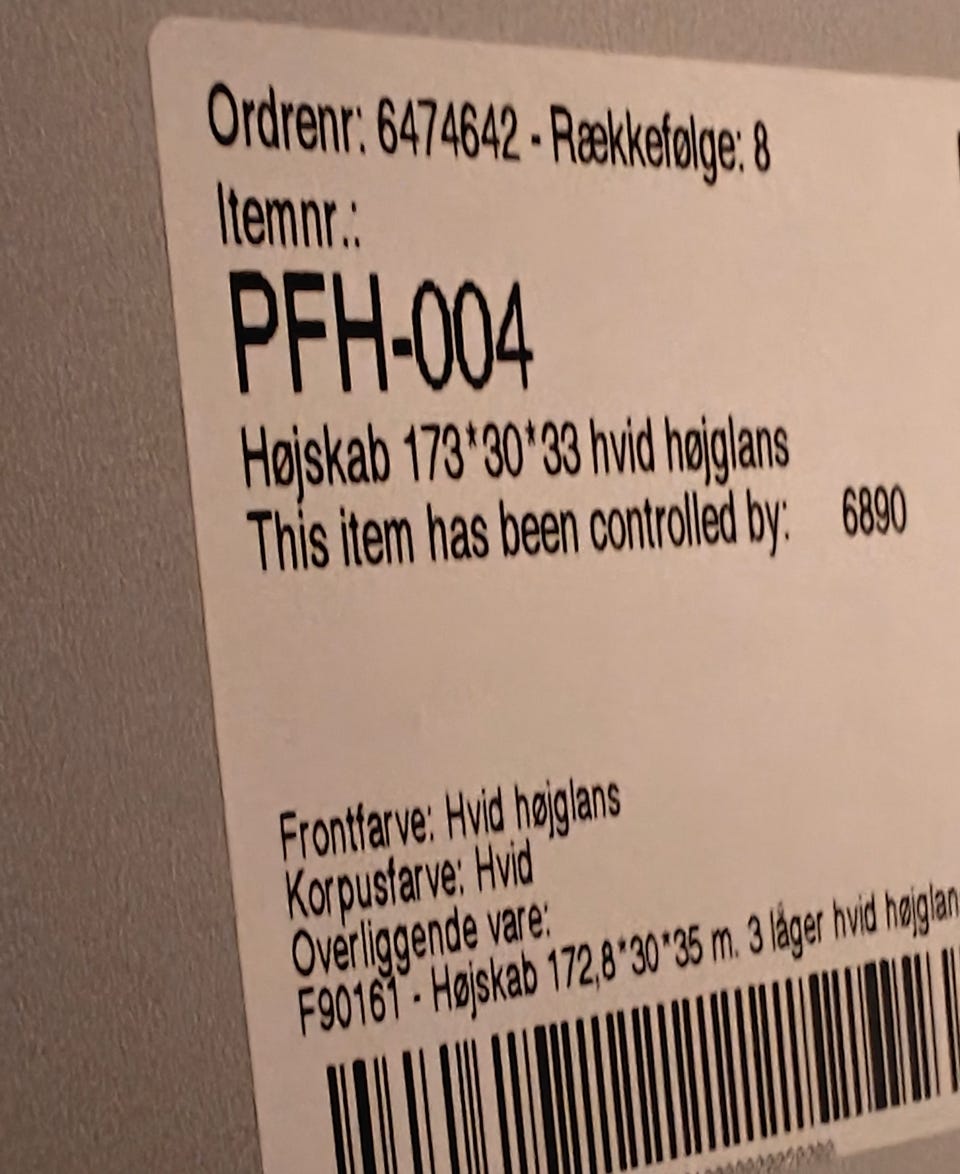 Ordrenr: 6474642 - Rækkefølge: 8
Itemnr.:
PFH-004
Højskab 173*30*33 hvid højglans
This item has been controlled by: 6890
Frontfarve: Hvid højglans
Korpusfarve: Hvid
Overliggende vare:
F90161 - Højskab 172,8*30*35 m. 3 låger hvid højglan